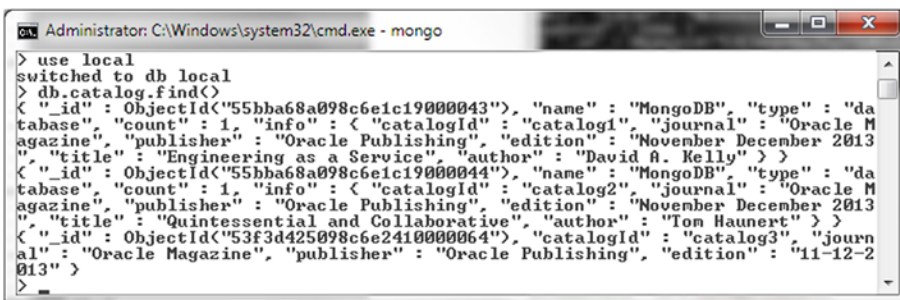 Administrator: C:\Windows\system32\cmd.exe - mongo
> use local
switched to db local
> db.catalog.find()
{ "_id" : ObjectId("55bba68a098c6e1c19000043"), "name" : "MongoDB", "type" : "da
tabase", "count" : 1, "info" : { "catalogId" : "catalog1", "journal" : "Oracle M
agazine", "publisher" : "Oracle Publishing", "edition" : "November December 2013
", "title" : "Engineering as a Service", "author" : "David A. Kelly" } }
{ "_id" : ObjectId("55bba68a098c6e1c19000044"), "name" : "MongoDB", "type" : "da
tabase", "count" : 1, "info" : { "catalogId" : "catalog2", "journal" : "Oracle M
agazine", "publisher" : "Oracle Publishing", "edition" : "November December 2013
", "title" : "Quintessential and Collaborative", "author" : "Tom Haunert" } }
{ "_id" : ObjectId("53f3d425098c6e2410000064"), "catalogId" : "catalog3", "journ
al" : "Oracle Magazine", "publisher" : "Oracle Publishing", "edition" : "11-12-2
013" }
> _